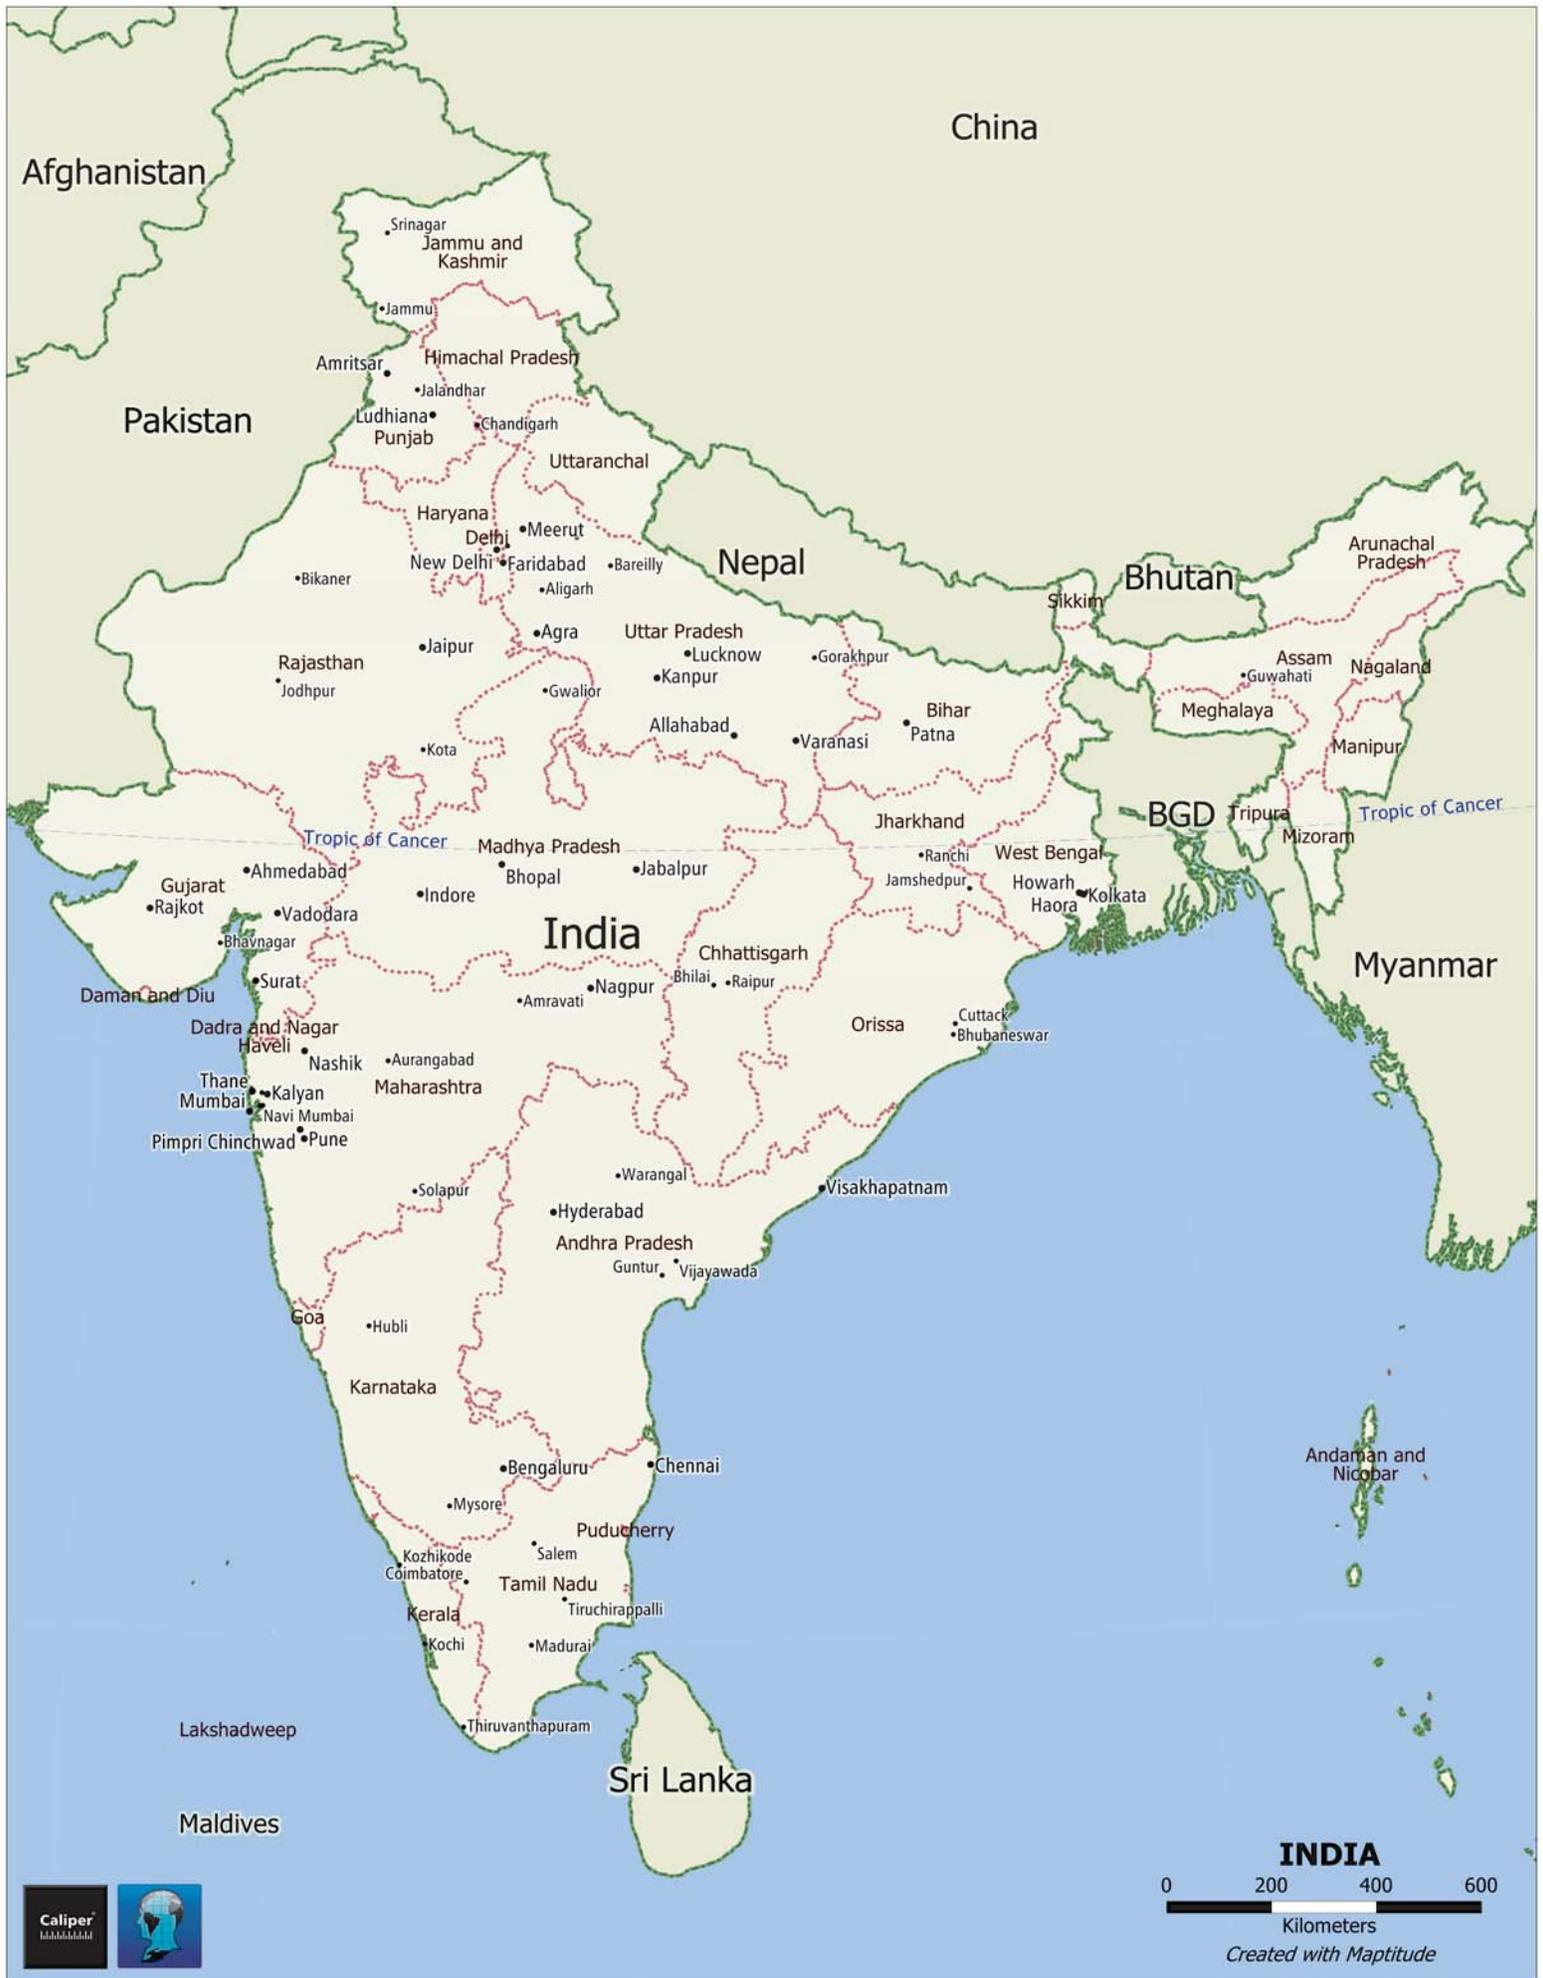 China
Afghanistan
Srinagar
Jammu and
Kashmir
Jammu
Amritsar
Himachal Pradesh
Jalandhar
Pakistan
Ludhiana
Chandigarh
Punjab
Uttaranchal
Haryana
Meerut
Delhi
New Delhi
Faridabad
Bareilly
Nepal
Arunachal
Pradesh
Bhutan
Bikaner
Aligarh
Sikkim
Agra
Uttar Pradesh
Jaipur
Lucknow
Gorakhpur
Assam
Nagaland
Rajasthan
Kanpur
Guwahati
Jodhpur
Gwalior
Bihar
Meghalaya
Allahabad
Patna
Varanasi
Manipur
Kota
BGD
Tripura
Tropic of Cancer
Jharkhand
Mizoram
Tropic of Cancer
Madhya Pradesh
Ranchi
West Bengal
Ahmedabad
Bhopal
Jabalpur
Jamshedpur
Howarh
Gujarat
Indore
Kolkata
Rajkot
Haora
Vadodara
India
Bhavnagar
Chhattisgarh
Myanmar
Surat
Bhilai
Raipur
Daman and Diu
Nagpur
Amravati
Cuttack
Dadra and Nagar
Haveli
Orissa
Bhubaneswar
Nashik
Aurangabad
Thane
Maharashtra
Kalyan
Mumbai
Navi Mumbai
Pimpri Chinchwad
Pune
Warangal
Solapur
Visakhapatnam
Hyderabad
Andhra Pradesh
Guntur
Vijayawada
Goa
Hubli
Karnataka
Andaman and
Nicobar
Bengaluru
Chennai
Mysore
Puducherry
Kozhikode
Salem
Coimbatore
Tamil Nadu
Kerala
Tiruchirappalli
Kochi
Madurai
Lakshadweep
Thiruvanthapuram
Sri Lanka
Maldives
INDIA
0 200 400 600
Kilometers
Caliper
Created with Maptitude